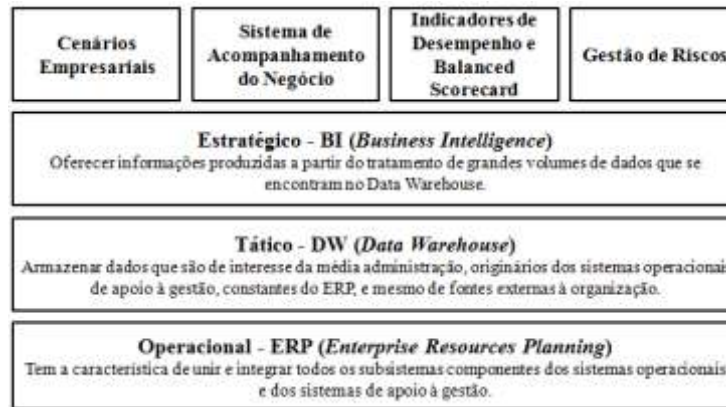 Cenários
Empresariais
Sistema de
Acompanhamento
do Negócio
Indicadores de
Desempenho e
Balanced
Scorecard
Gestão de Riscos
Estratégico - BI (Business Intelligence)
Oferecer informações produzidas a partir do tratamento de grandes volumes de dados que se
encontram no Data Warehouse.
Tático - DW (Data Warehouse)
Armazenar dados que são de interesse da média administração, originários dos sistemas operacionais
de apoio à gestão, constantes do ERP, e mesmo de fontes externas à organização.
Operacional - ERP (Enterprise Resources Planning)
Tem a característica de unir e integrar todos os subsistemas componentes dos sistemas operacionais
e dos sistemas de apoio à gestão.